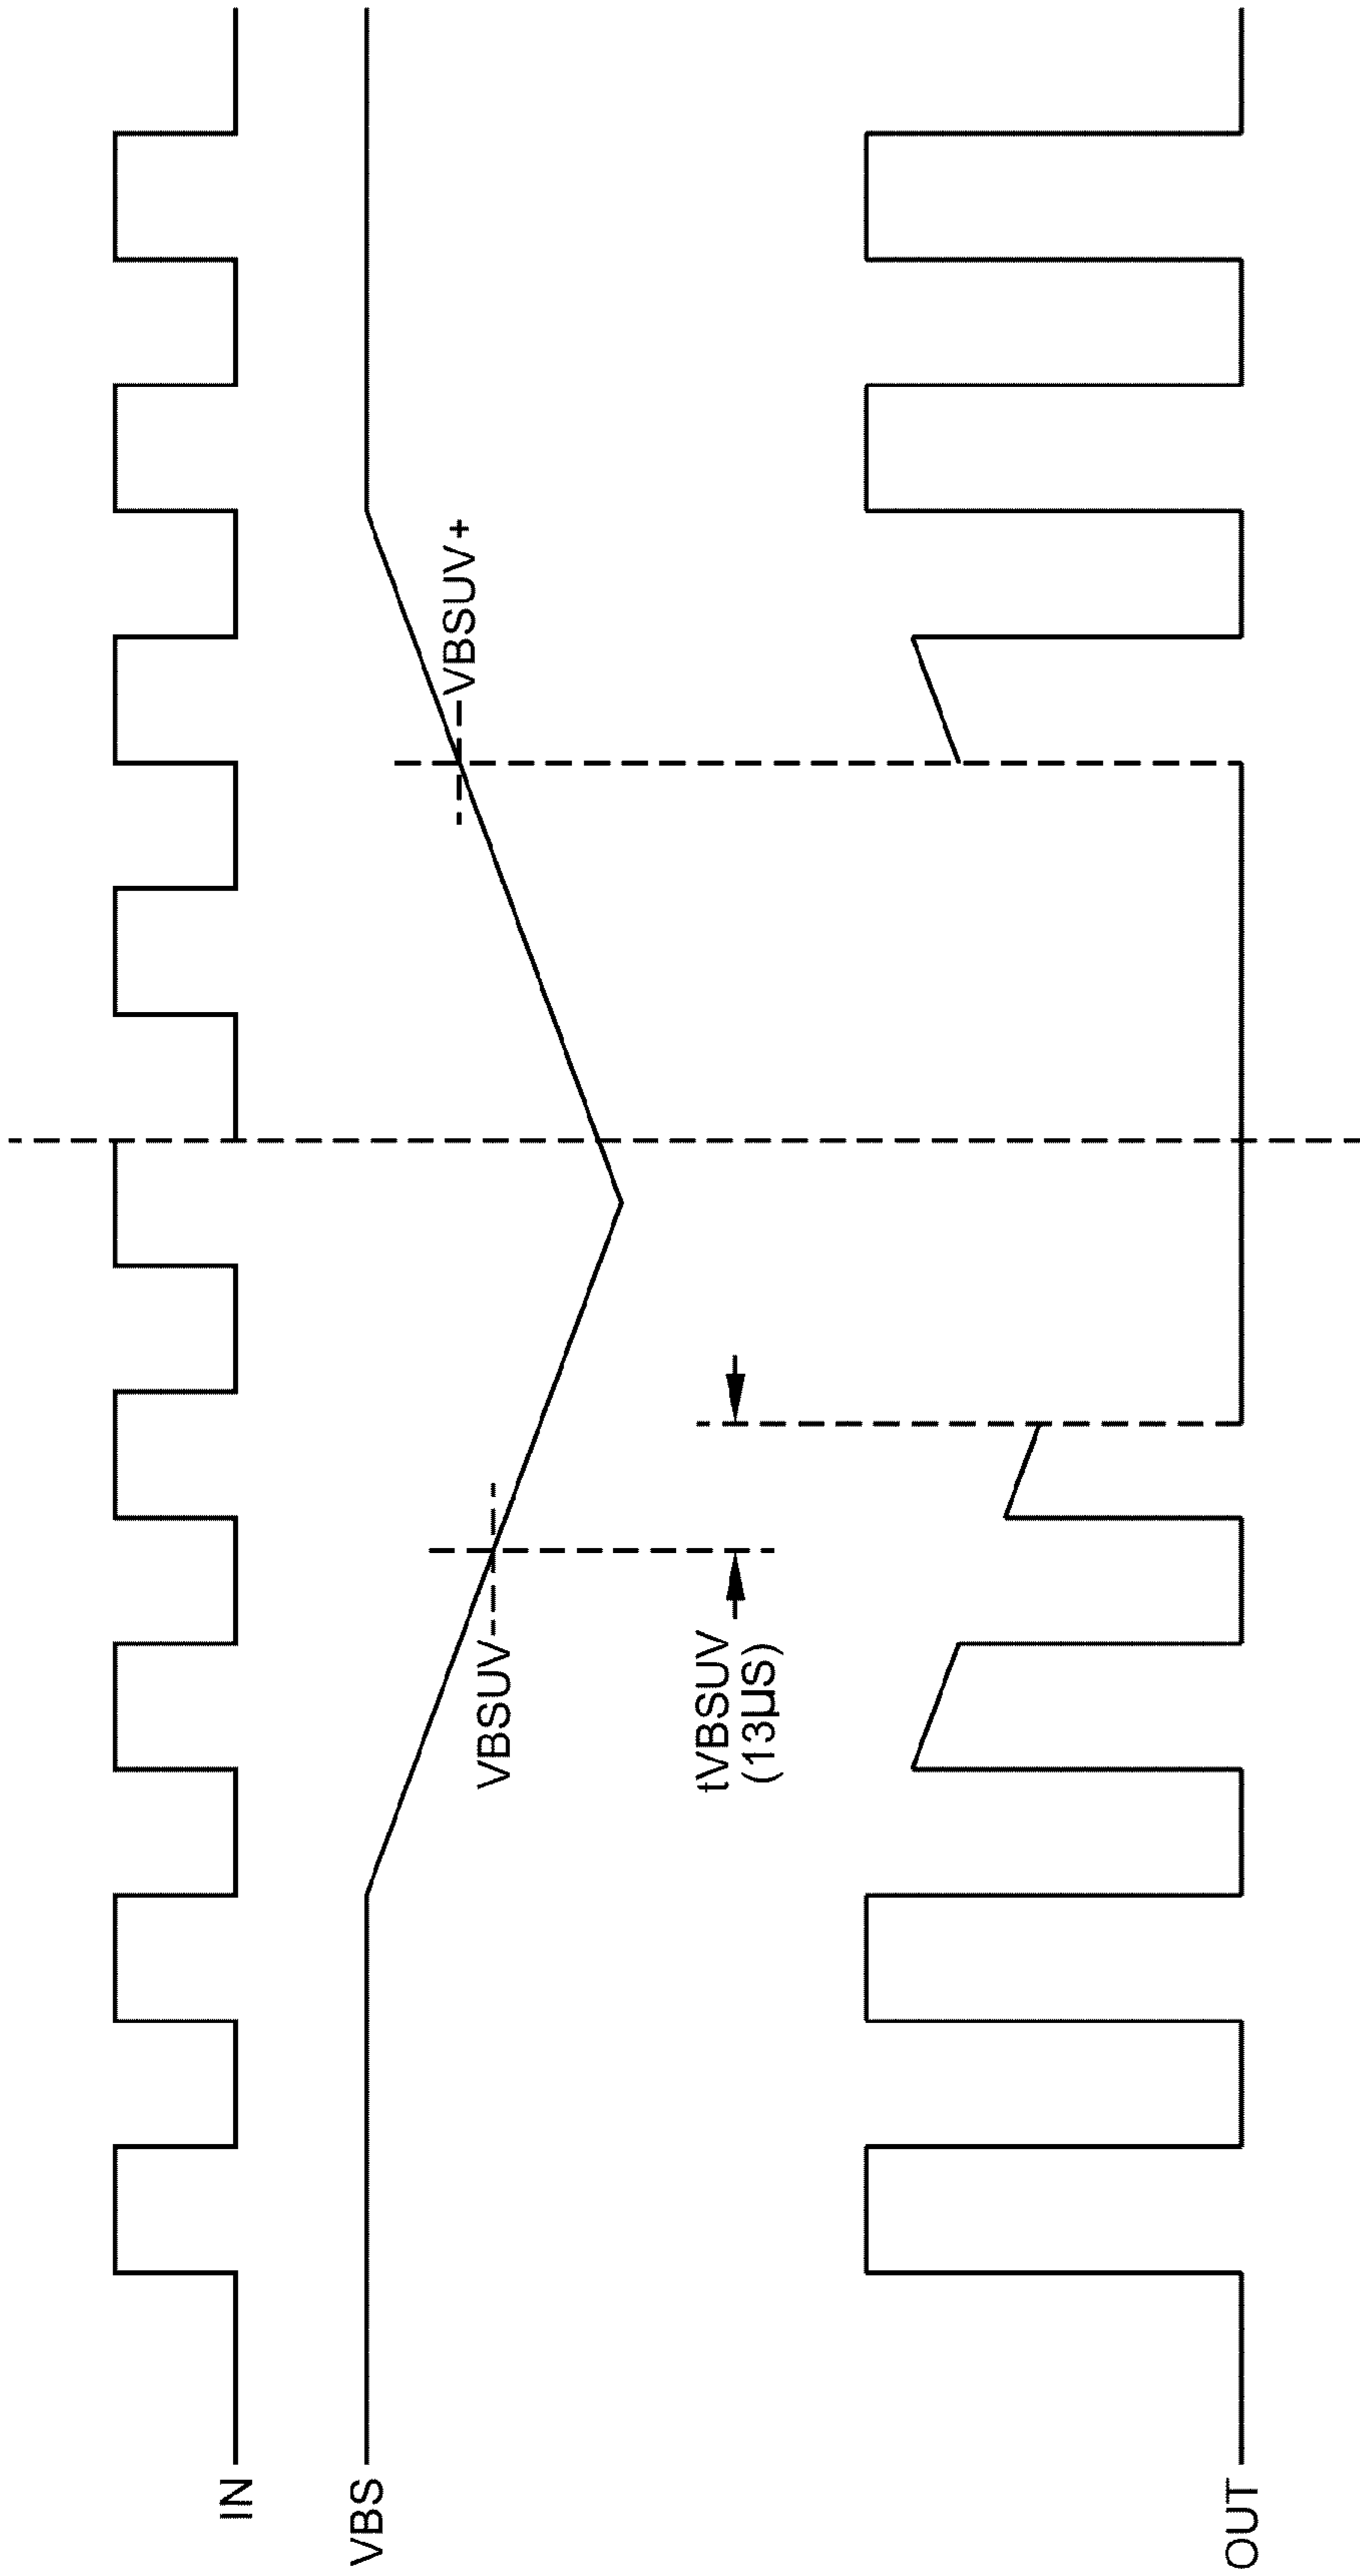 IN
VBS
VBSUV
VBSUV+
tVBSUV
(13µS)
OUT